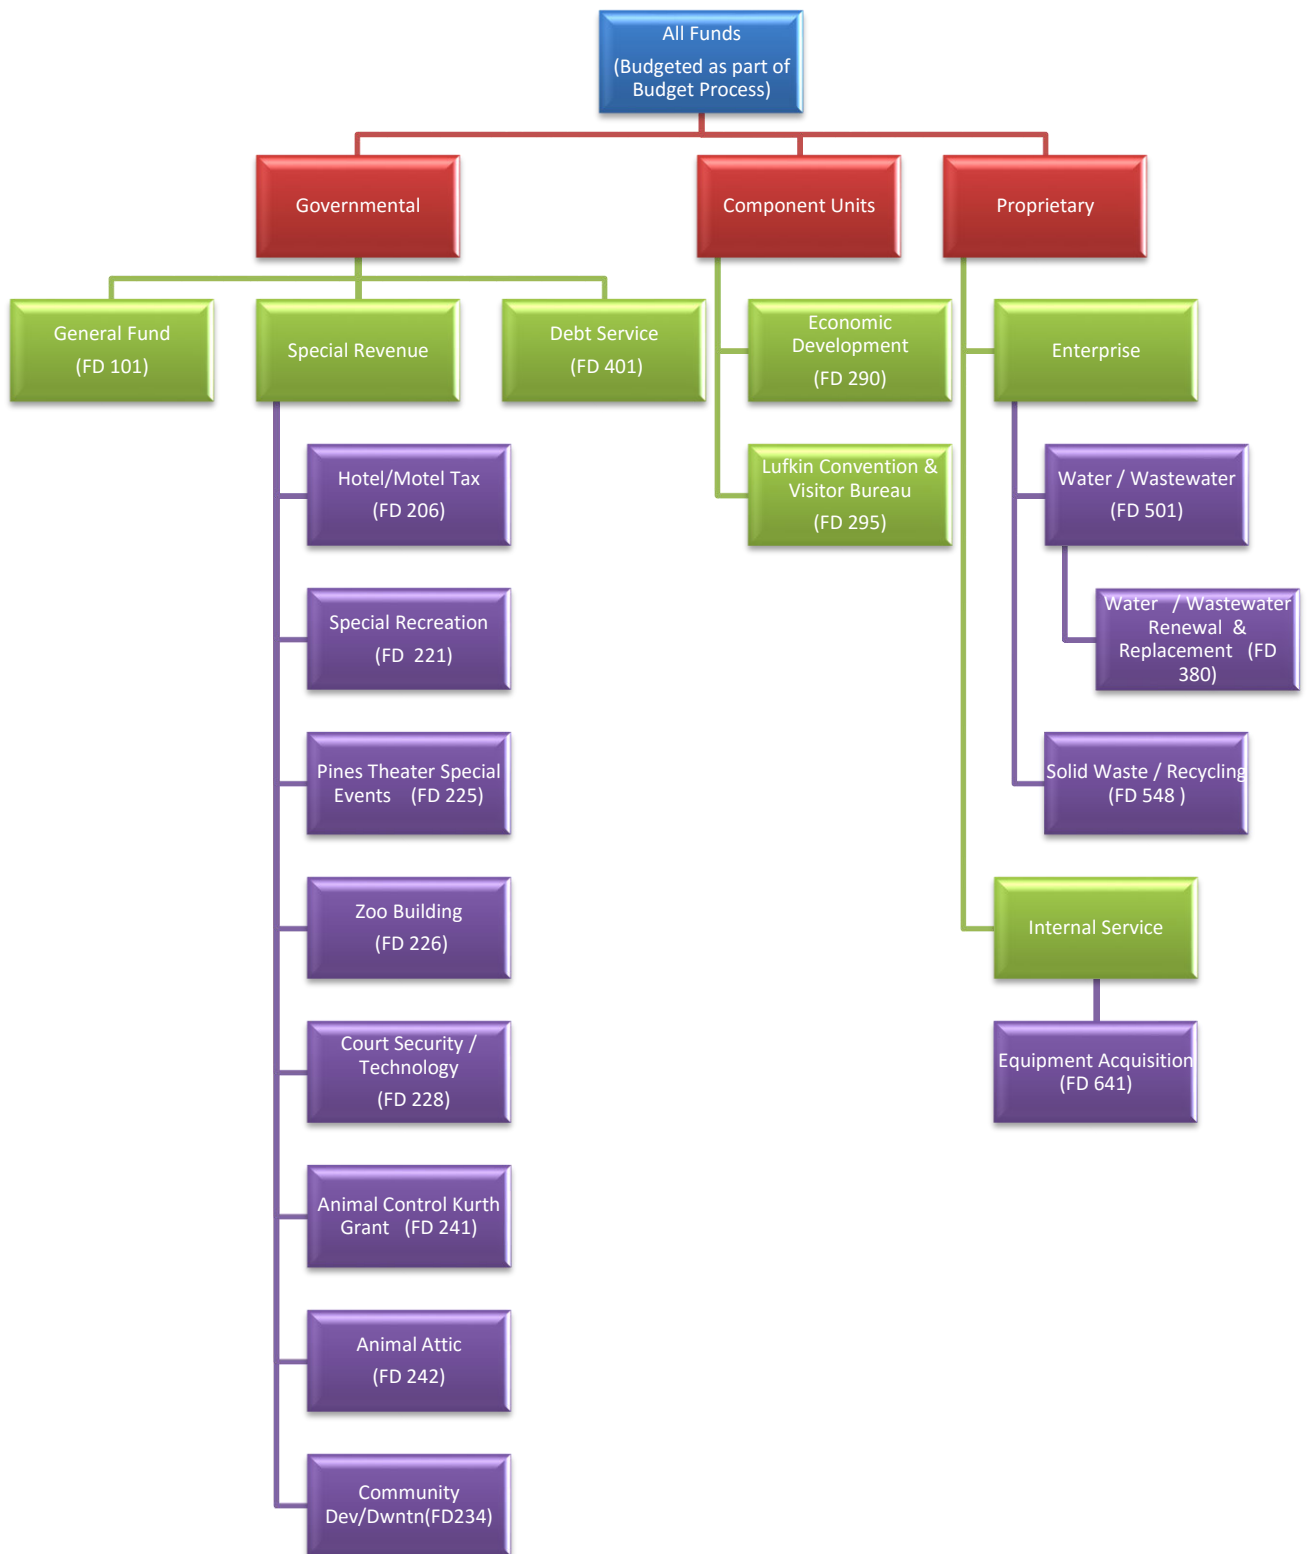 All Funds
(Budgeted as part of
Budget Process)
Governmental
Component Units
Proprietary
General Fund
(FD 101)
Special Revenue
Debt Service
(FD 401)
Economic
Development
(FD 290)
Enterprise
Hotel/Motel Tax
(FD 206)
Lufkin Convention &
Visitor Bureau
(FD 295)
Water / Wastewater
(FD 501)
Special Recreation
(FD 221)
Water / Wastewater
Renewal &
Replacement (FD
380)
Pines Theater Special
Events (FD 225)
Solid Waste / Recycling
(FD 548 )
Zoo Building
(FD 226)
Internal Service
Court Security /
Technology
(FD 228)
Equipment Acquisition
(FD 641)
Animal Control Kurth
Grant (FD 241)
Animal Attic
(FD 242)
Community
Dev/Dwntn(FD234)